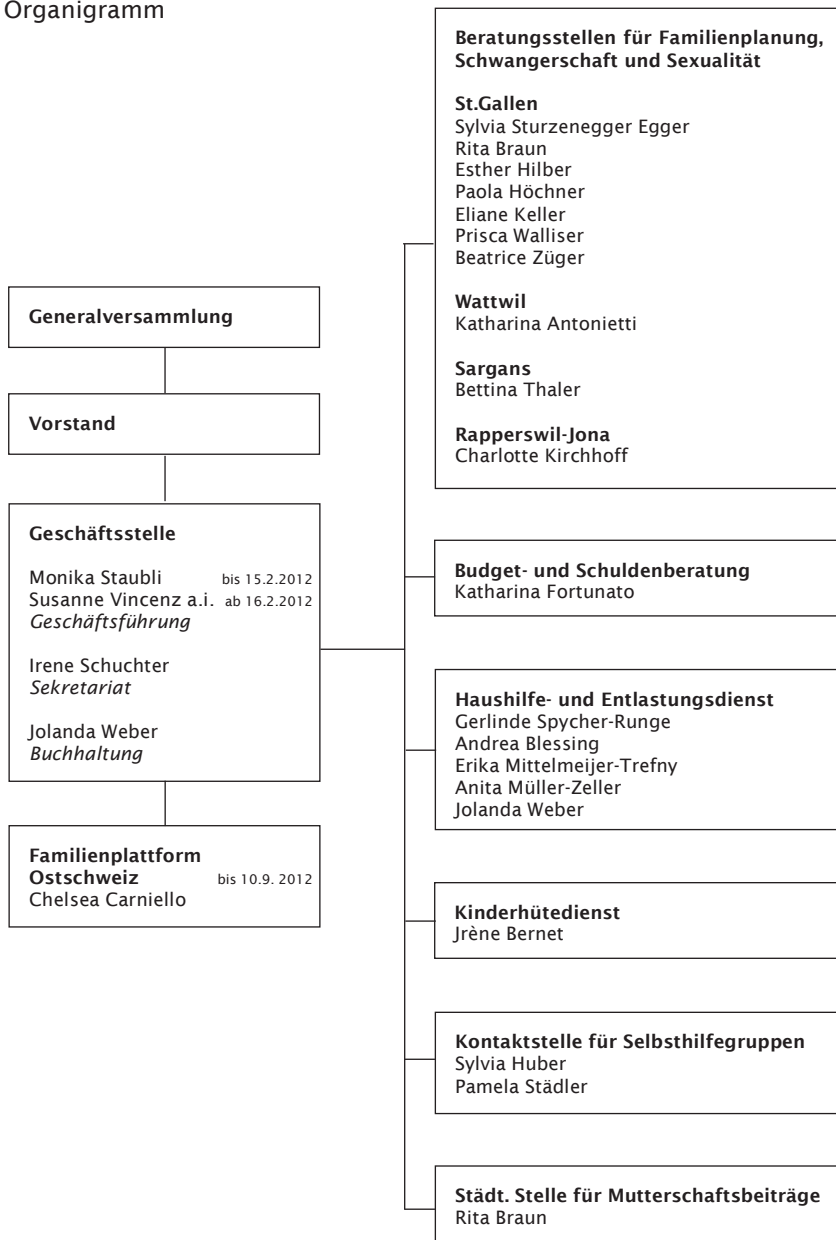 Organigramm
Generalversammlung
Vorstand
Geschäftsstelle
Monika Staubli bis 15.2.2012
Susanne Vincenz a.i. ab 16.2.2012
Geschäftsführung
Irene Schuchter
Sekretariat
Jolanda Weber
Buchhaltung
Familienplattform
Ostschweiz bis 10.9. 2012
Chelsea Carniello
Beratungsstellen für Familienplanung,
Schwangerschaft und Sexualität
St.Gallen
Sylvia Sturzenegger Egger
Rita Braun
Esther Hilber
Paola Höchner
Eliane Keller
Prisca Walliser
Beatrice Züger
Wattwil
Katharina Antonietti
Sargans
Bettina Thaler
Rapperswil-Jona
Charlotte Kirchhoff
Budget- und Schuldenberatung
Katharina Fortunato
Haushilfe- und Entlastungsdienst
Gerlinde Spycher-Runge
Andrea Blessing
Erika Mittelmeijer-Trefny
Anita Müller-Zeller
Jolanda Weber
Kinderhütedienst
Jrène Bernet
Kontaktstelle für Selbsthilfegruppen
Sylvia Huber
Pamela Städler
Städt. Stelle für Mutterschaftsbeiträge
Rita Braun